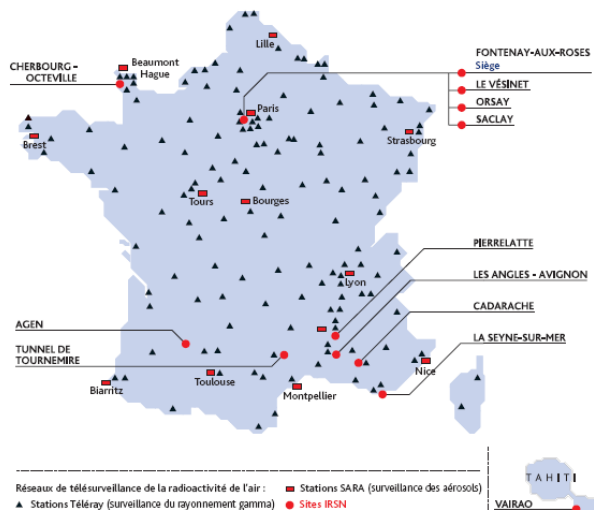 Lille
FONTENAY-AUX-ROSES
Siège
CHERBOURG -
OCTEVILLE
Beaumont
Hague
LE VÉSINET
ORSAY
SACLAY
Paris
Brest
Strasbourg
Tours
Bourges
PIERRELATTE
LES ANGLES - AVIGNON
Lyon
CADARACHE
AGEN
LA SEYNE-SUR-MER
TUNNEL DE
TOURNEMIRE
Biarritz
Toulouse
Montpellier
Nice
Réseaux de télésurveillance de la radioactivité de l'air :
Stations SARA (surveillance des aérosols)
Stations Téléray (surveillance du rayonnement gamma)
Sites IRSN
TAHITI
VAIRAO